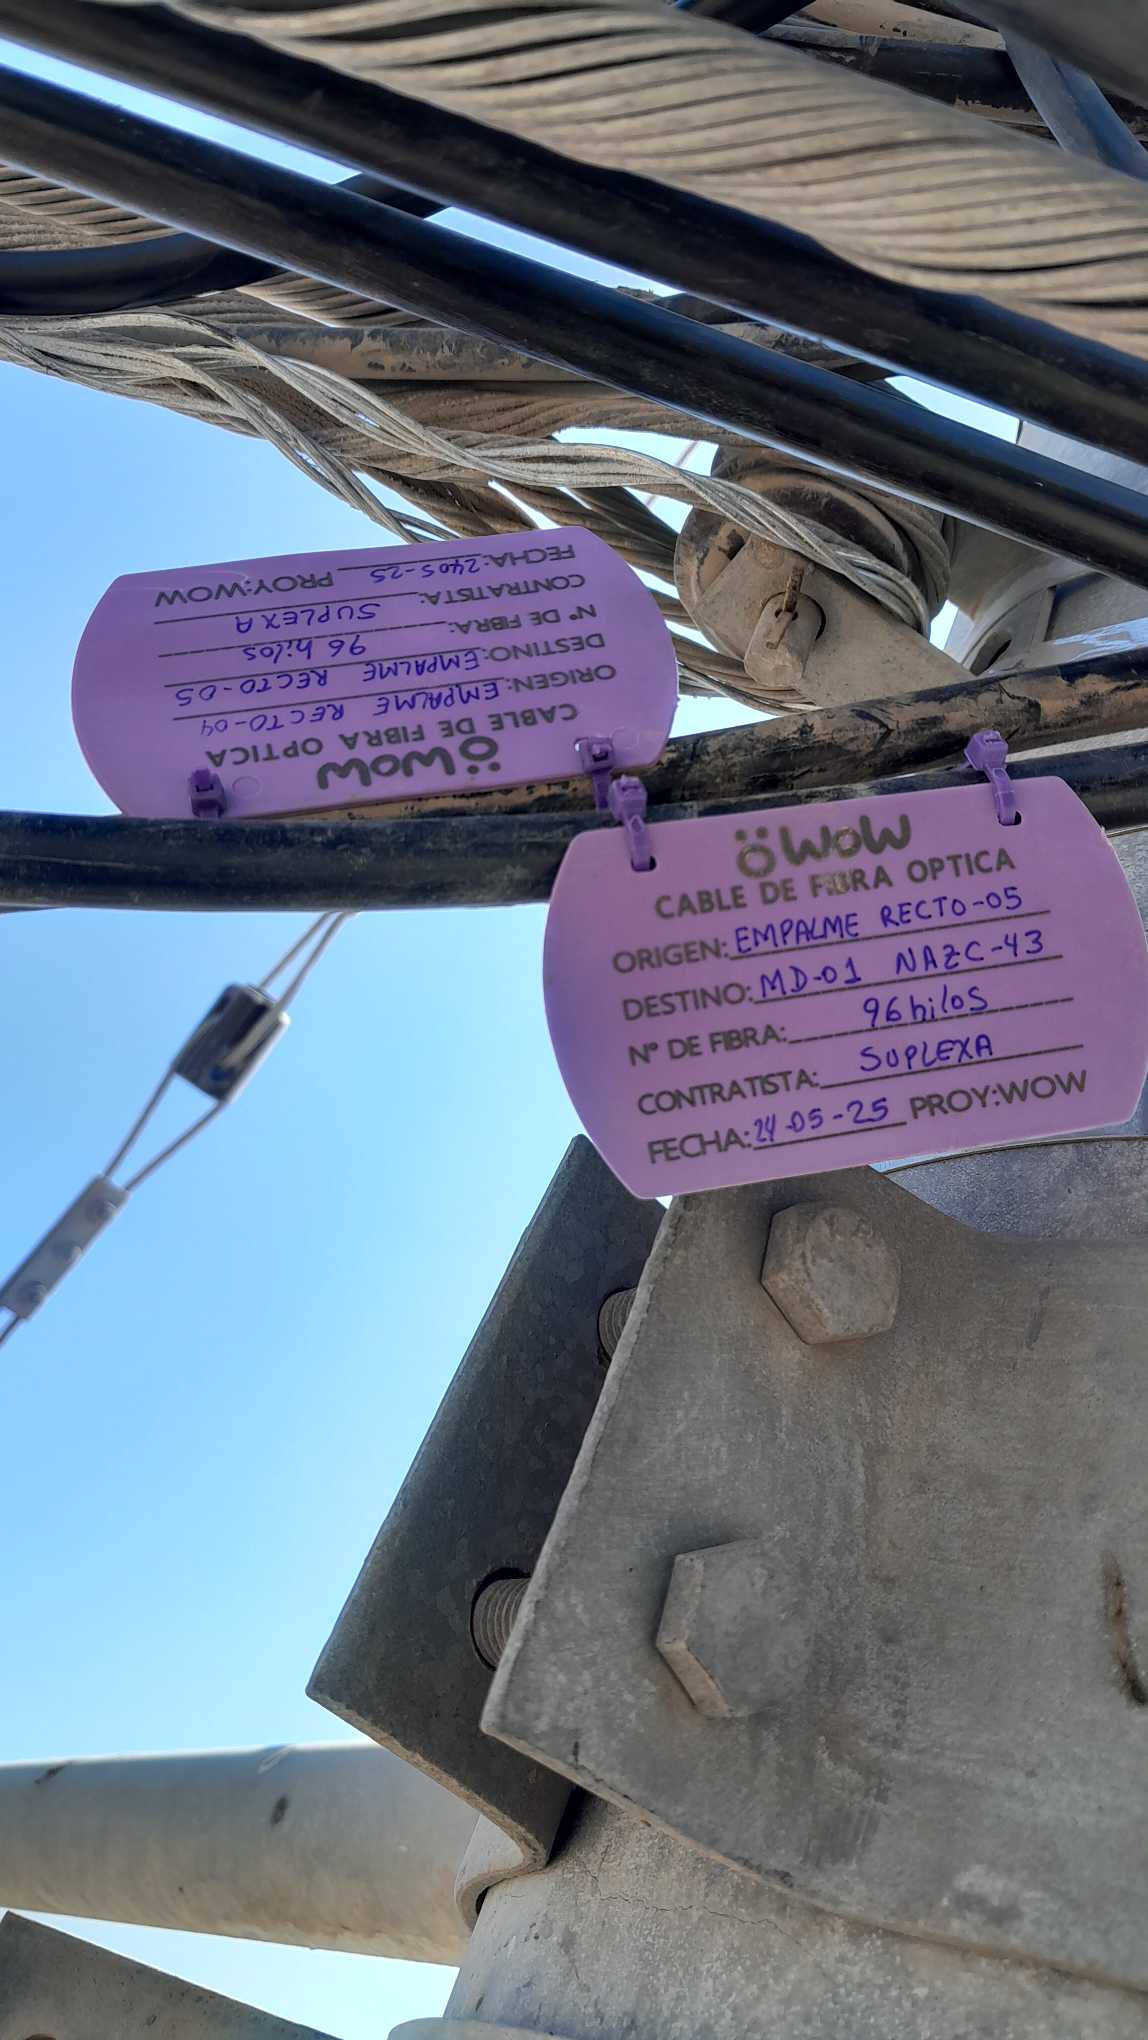 WOW
CABLE DE FIBRA OPTICA
ORIGEN: EMPALME RECTO-04
DESTINO: EMPALME RECTO-05
N° DE FIBRA: 96 hilos
CONTRATISTA: SUPLEXA
FECHA: 2405-25 PROY:WOW
WOW
CABLE DE FIBRA OPTICA
ORIGEN: EMPALME RECTO-05
DESTINO: MD-01 NAZC-43
N° DE FIBRA: 96 hilos
CONTRATISTA: SUPLEXA
FECHA: 24-05-25 PROY:WOW